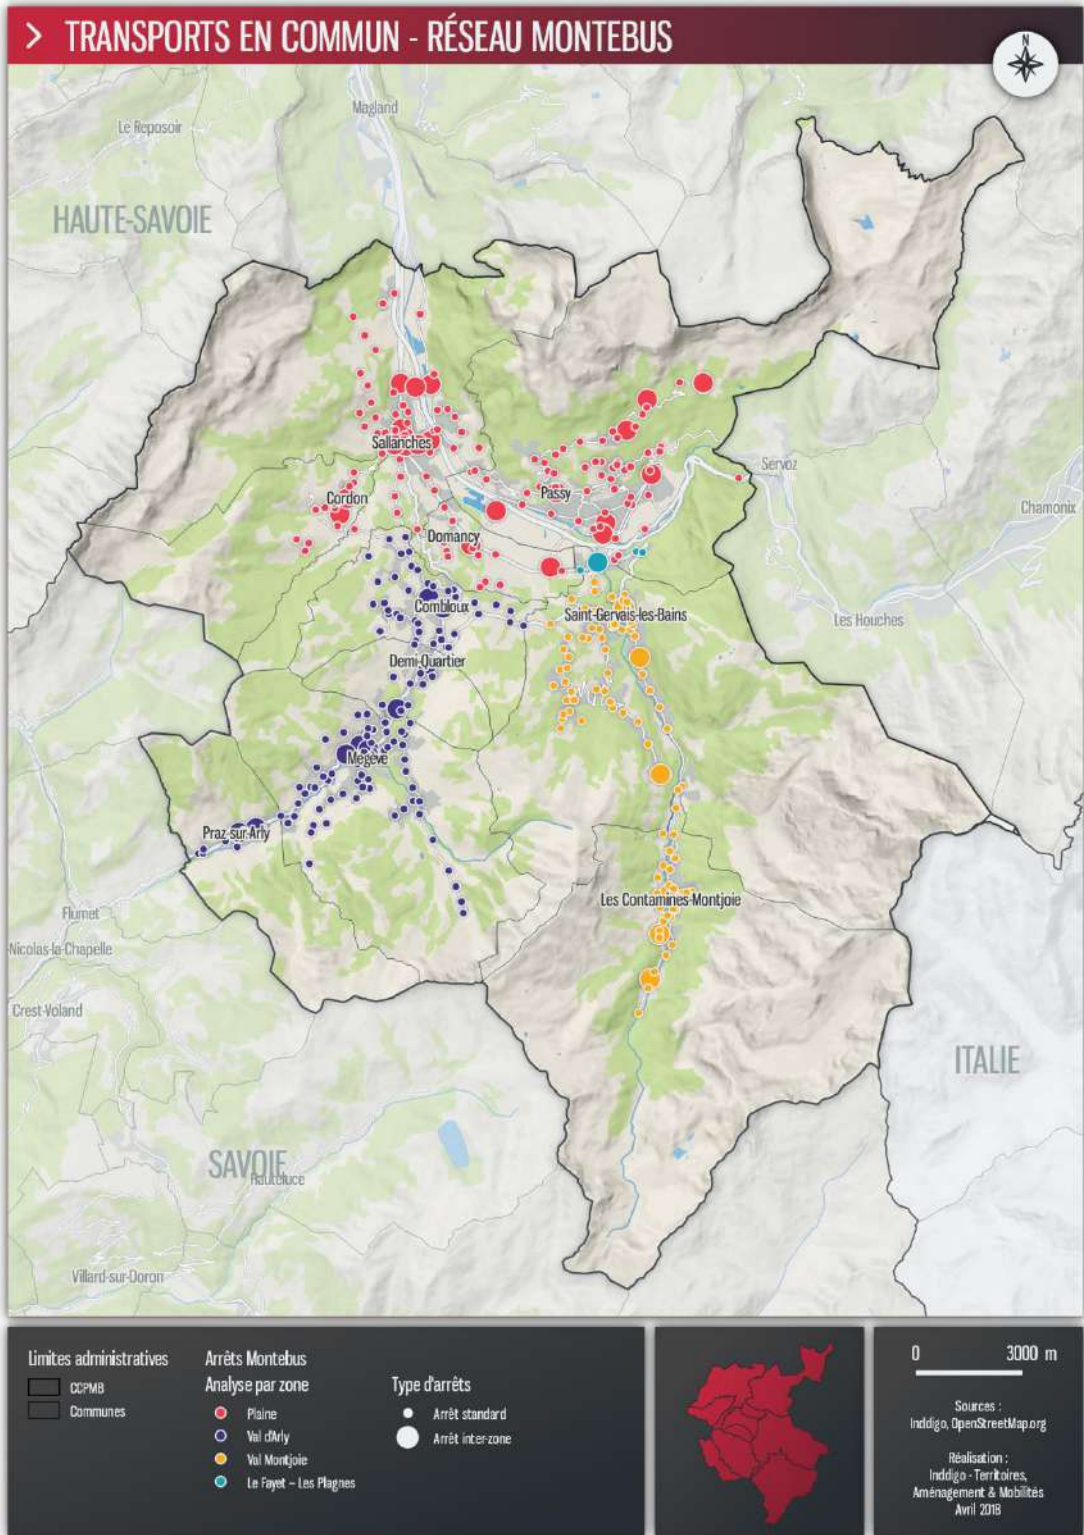 TRANSPORTS EN COMMUN - RÉSEAU MONTEBUS
N
Magland
Le Reposoir
HAUTE-SAVOIE
Sallanches
Servoz
Cordon
Passy
Chamonix
Domancy
Combloux
Saint-Gervais-les-Bains
Les Houches
Demi-Quartier
Megève
Praz-sur-Arly
Les Contamines-Montjoie
Flumet
Nicolas-la-Chapelle
Crest-Voland
ITALIE
SAVOIE
Hauteluce
Villard-sur-Doron
Limites administratives
CCPMB
Communes
Arrêts Montebus
Analyse par zone
Plaine
Val d'Arly
Val Montjoie
Le Fayet – Les Plagnes
Type d'arrêts
Arrêt standard
Arrêt inter-zone
0 3000 m
Sources :
Inddigo, OpenStreetMap.org
Réalisation :
Inddigo - Territoires,
Aménagement & Mobilités
Avril 2018